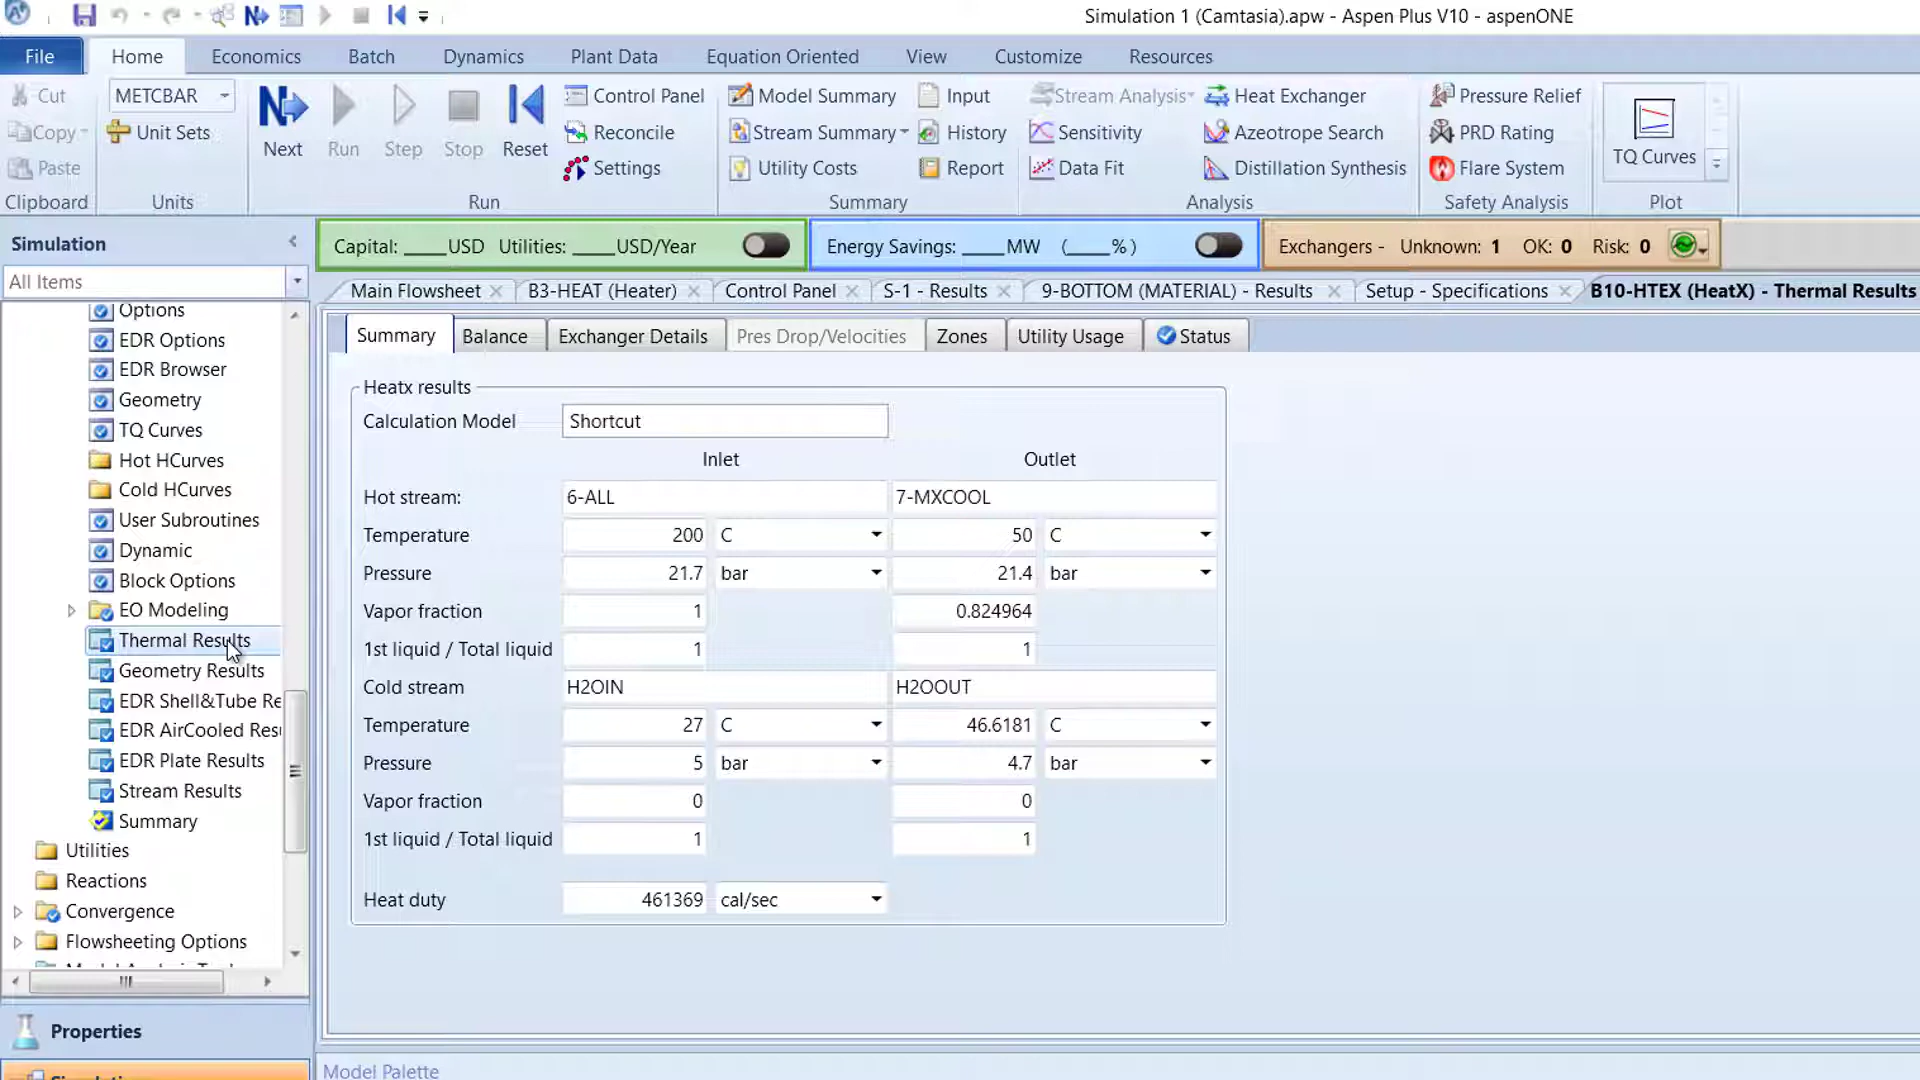 Simulation 1 (Camtasia).apw - Aspen Plus V10 - aspenONE
File Home Economics Batch Dynamics Plant Data Equation Oriented View Customize Resources
Cut METCBAR Control Panel Model Summary Input Stream Analysis Heat Exchanger Pressure Relief
Copy Unit Sets Reconcile Stream Summary History Sensitivity Azeotrope Search PRD Rating
Next Run Step Stop Reset TQ Curves
Paste Settings Utility Costs Report Data Fit Distillation Synthesis Flare System
Clipboard Units Run Summary Analysis Safety Analysis Plot
Simulation
Capital: ____USD Utilities: ____USD/Year Energy Savings: ____MW (____%) Exchangers - Unknown: 1 OK: 0 Risk: 0
All Items
Main Flowsheet B3-HEAT (Heater) Control Panel S-1 - Results 9-BOTTOM (MATERIAL) - Results Setup - Specifications B10-HTEX (HeatX) - Thermal Results
Summary Balance Exchanger Details Pres Drop/Velocities Zones Utility Usage Status
Options
EDR Options
EDR Browser
Geometry
TQ Curves
Hot HCurves
Cold HCurves
User Subroutines
Dynamic
Block Options
EO Modeling
Thermal Results
Geometry Results
EDR Shell&Tube Re
EDR AirCooled Resu
EDR Plate Results
Stream Results
Summary
Utilities
Reactions
Convergence
Flowsheeting Options
Properties
Heatx results
Calculation Model Shortcut
Inlet Outlet
Hot stream: 6-ALL 7-MXCOOL
Temperature 200 C 50 C
Pressure 21.7 bar 21.4 bar
Vapor fraction 1 0.824964
1st liquid / Total liquid 1 1
Cold stream H2OIN H2OOUT
Temperature 27 C 46.6181 C
Pressure 5 bar 4.7 bar
Vapor fraction 0 0
1st liquid / Total liquid 1 1
Heat duty 461369 cal/sec
Model Palette